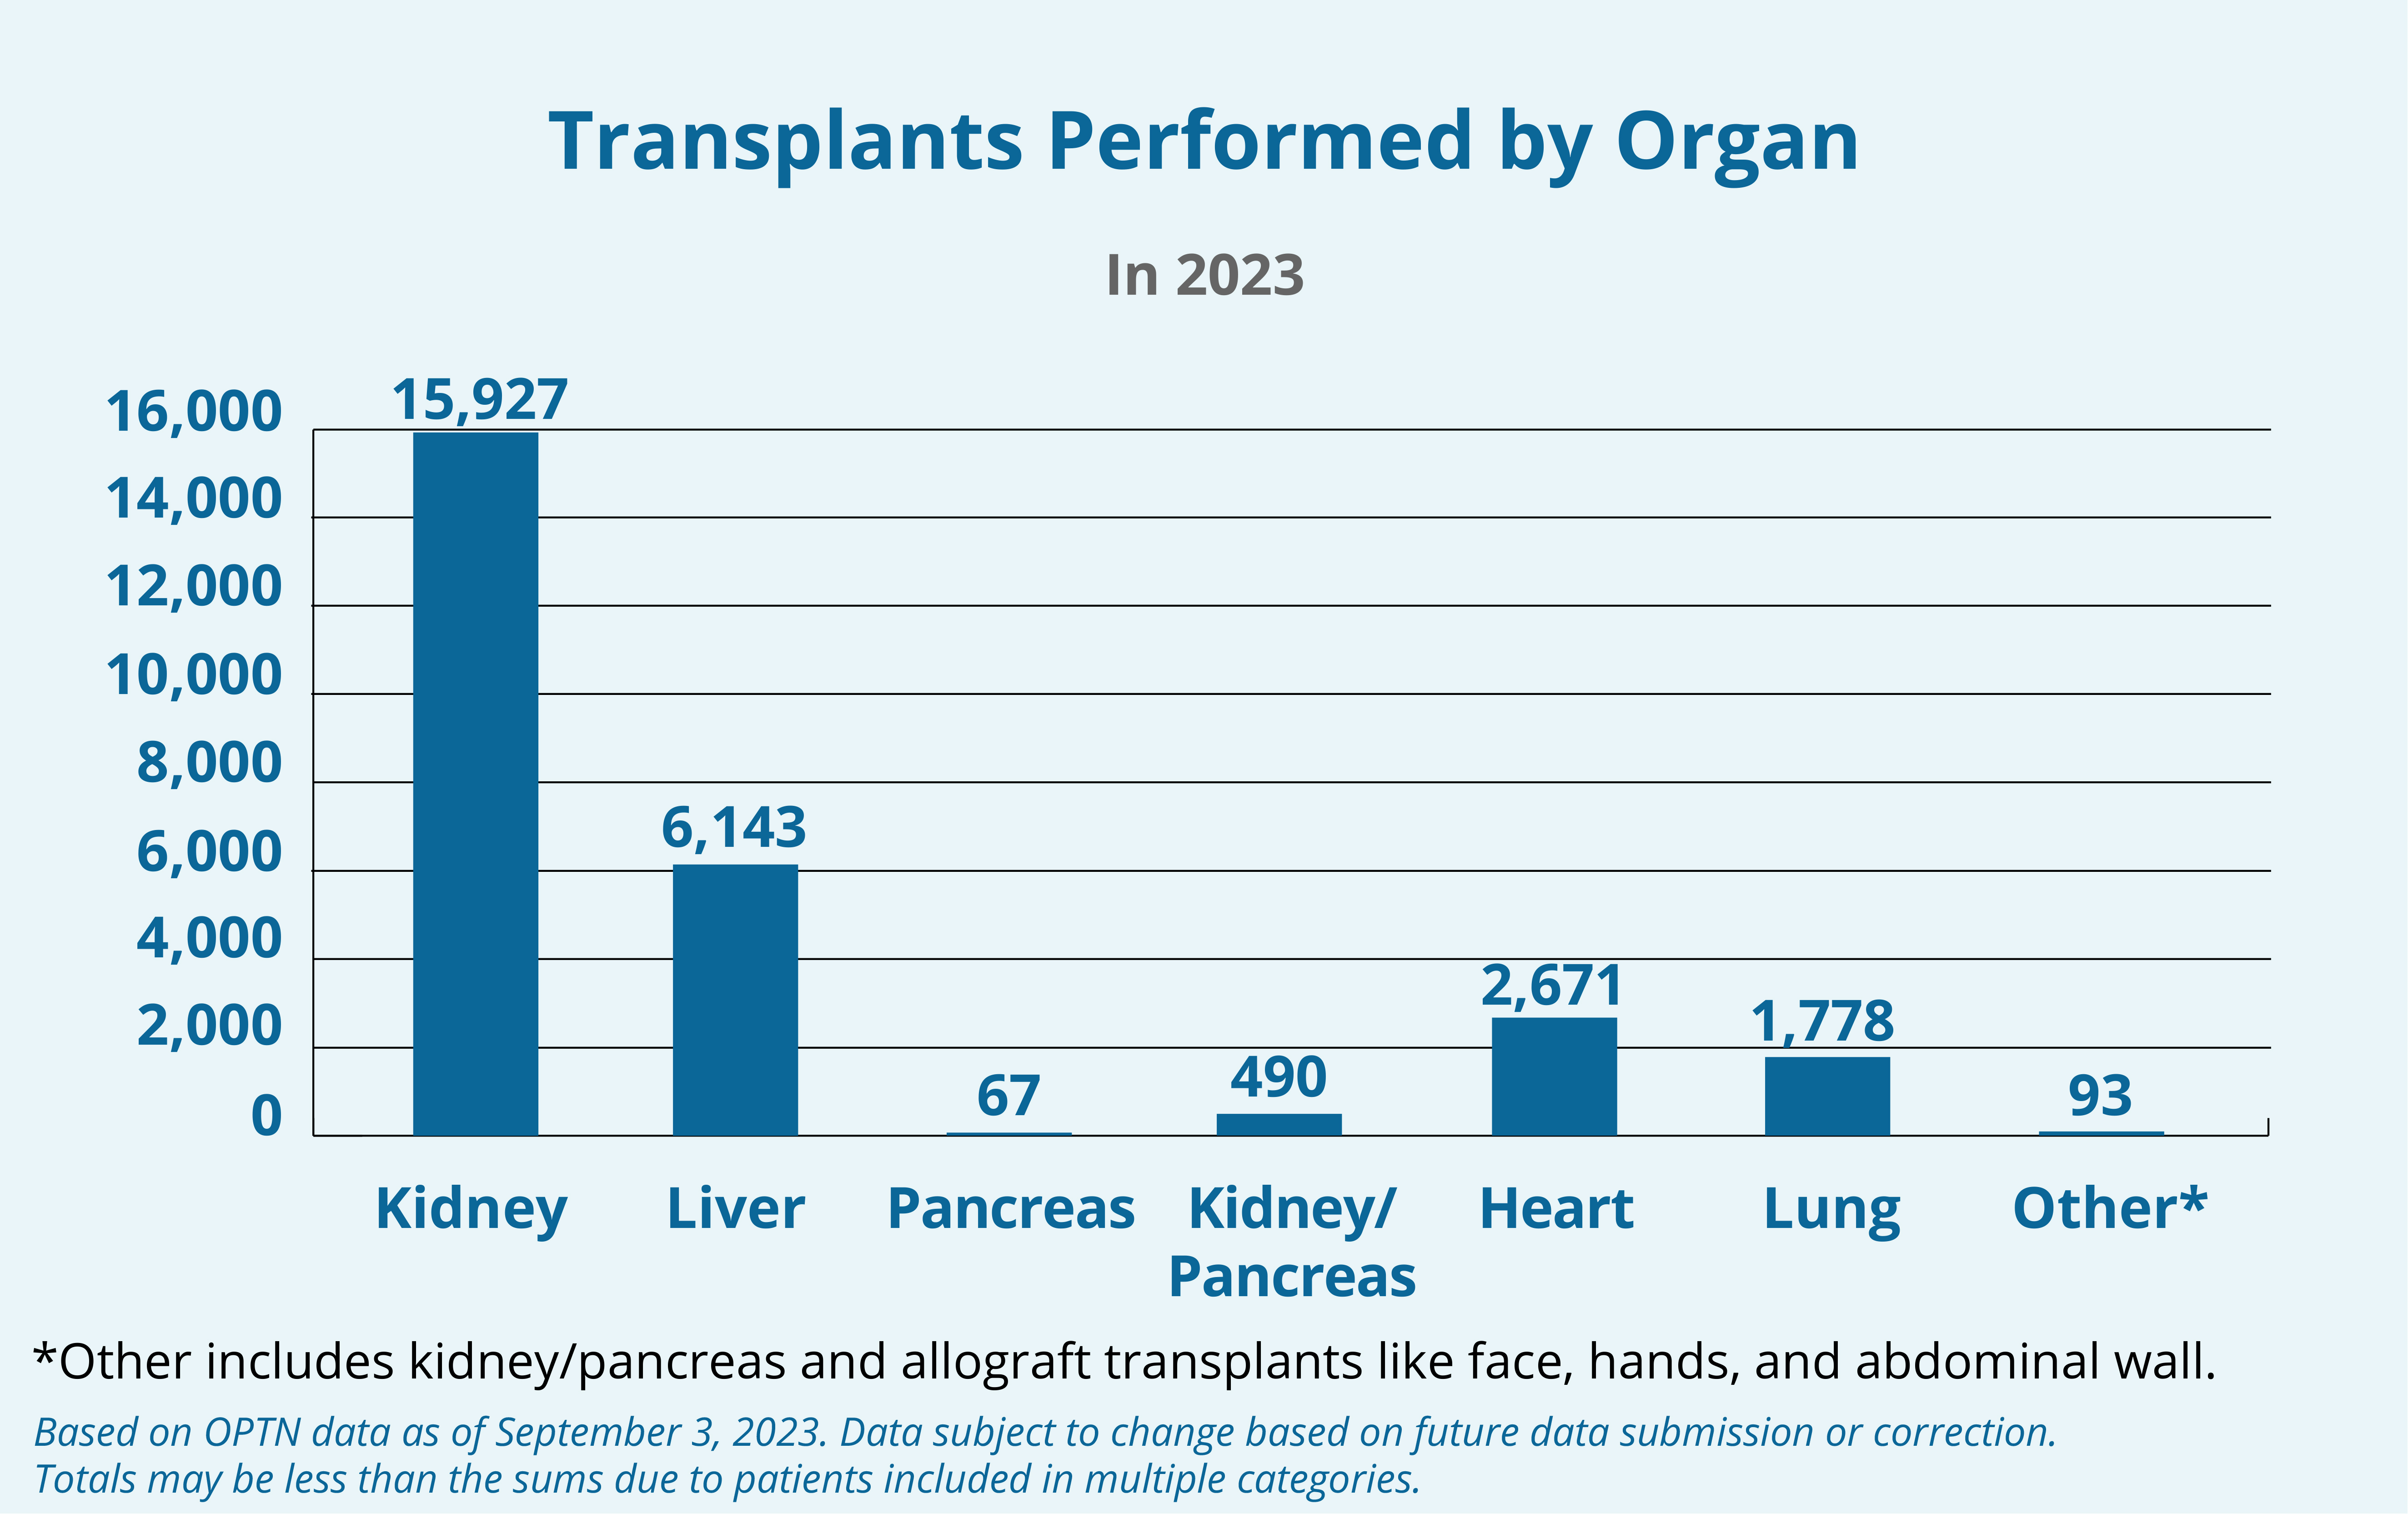 Transplants Performed by Organ
In 2023
16,000
14,000
12,000
10,000
8,000
6,000
4,000
2,000
0
15,927
6,143
67
490
2,671
1,778
93
Kidney
Liver
Pancreas
Kidney/
Pancreas
Heart
Lung
Other*
*Other includes kidney/pancreas and allograft transplants like face, hands, and abdominal wall.
Based on OPTN data as of September 3, 2023. Data subject to change based on future data submission or correction.
Totals may be less than the sums due to patients included in multiple categories.